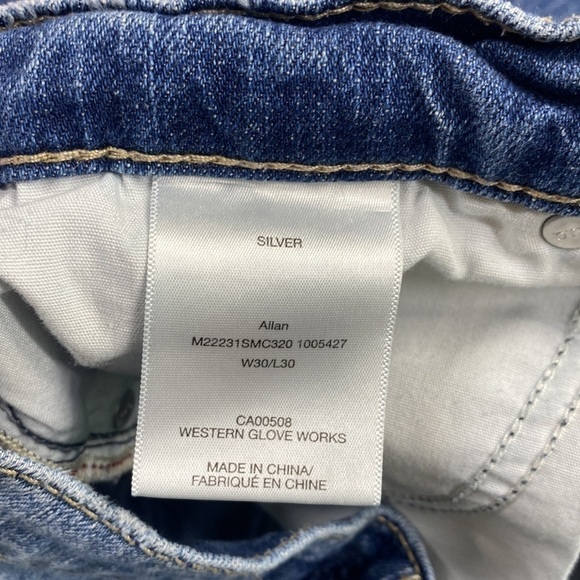 SILVER
Allan
M22231SMC320 1005427
W30/L30
CA00508
WESTERN GLOVE WORKS
MADE IN CHINA/
FABRIQUÉ EN CHINE